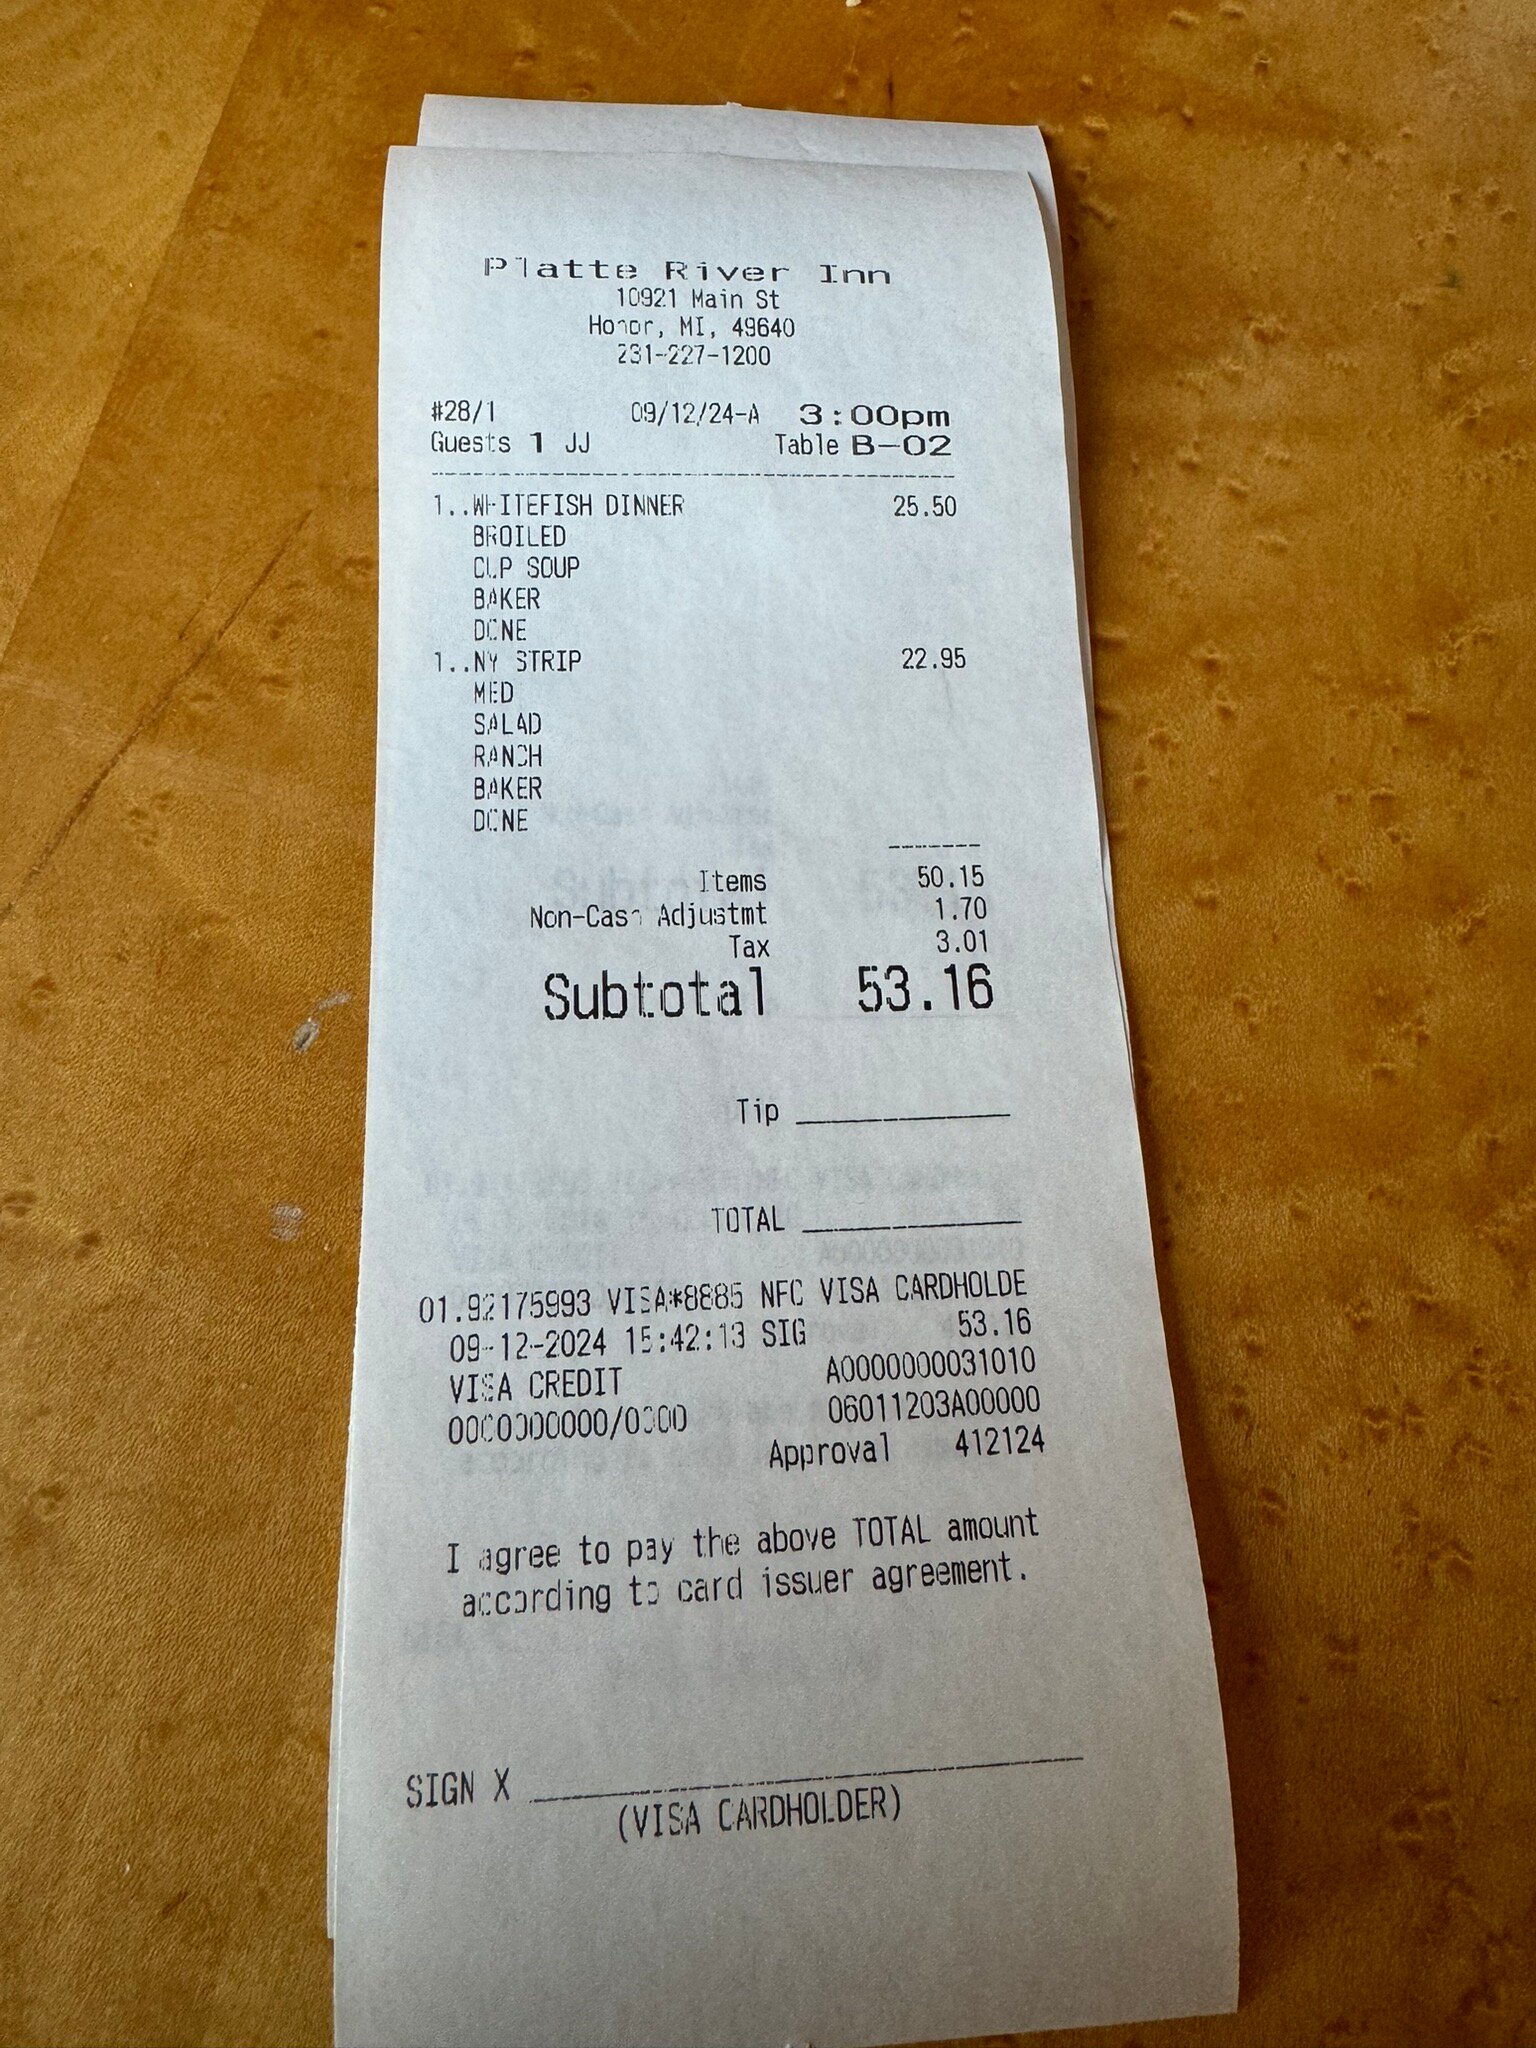 Platte River Inn
10921 Main St
Honor, MI, 49640
231-227-1200
#28/1 09/12/24-A 3:00pm
Guests 1 JJ Table B-02
1..WHITEFISH DINNER 25.50
BROILED
CUP SOUP
BAKER
DONE
1..NY STRIP 22.95
MED
SALAD
RANCH
BAKER
DONE
Items 50.15
Non-Cash Adjustmt 1.70
Tax 3.01
Subtotal 53.16
Tip
TOTAL
01.92175993 VISA*8885 NFC VISA CARDHOLDE
09-12-2024 15:42:13 SIG 53.16
VISA CREDIT A0000000031010
0000000000/0000 06011203A00000
Approval 412124
I agree to pay the above TOTAL amount
according to card issuer agreement.
SIGN X
(VISA CARDHOLDER)